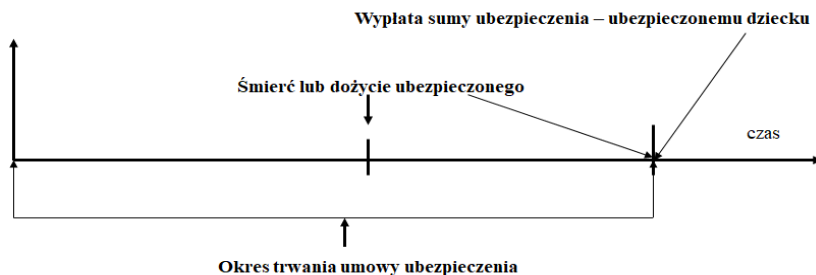 Wypłata sumy ubezpieczenia – ubezpieczonemu dziecku
Śmierć lub dożycie ubezpieczonego
czas
Okres trwania umowy ubezpieczenia